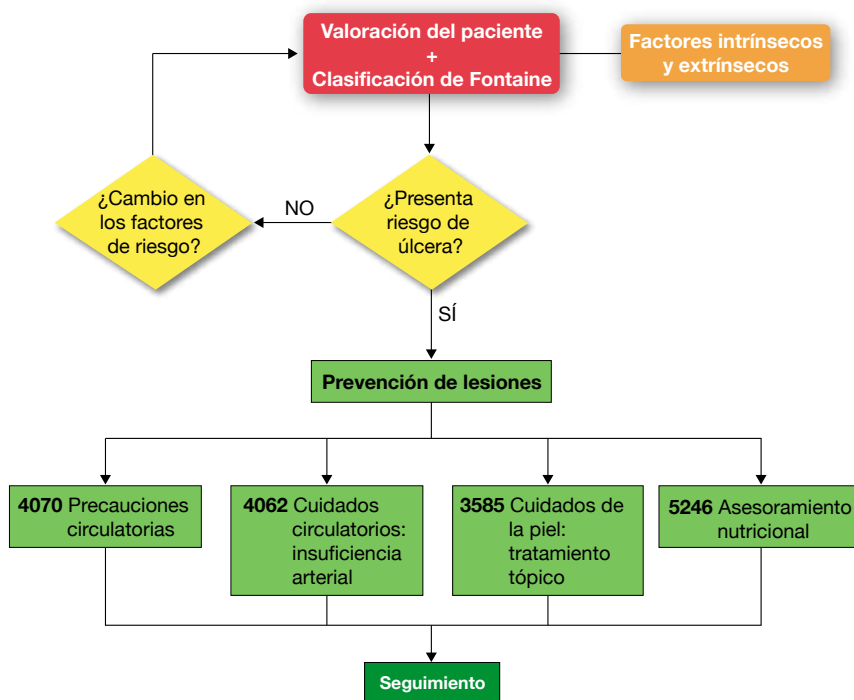 Valoración del paciente
+
Clasificación de Fontaine
Factores intrínsecos
y extrínsecos
¿Cambio en
los factores
de riesgo?
NO
¿Presenta
riesgo de
úlcera?
SÍ
Prevención de lesiones
4070 Precauciones
circulatorias
4062 Cuidados
circulatorios:
insuficiencia
arterial
3585 Cuidados de
la piel:
tratamiento
tópico
5246 Asesoramiento
nutricional
Seguimiento